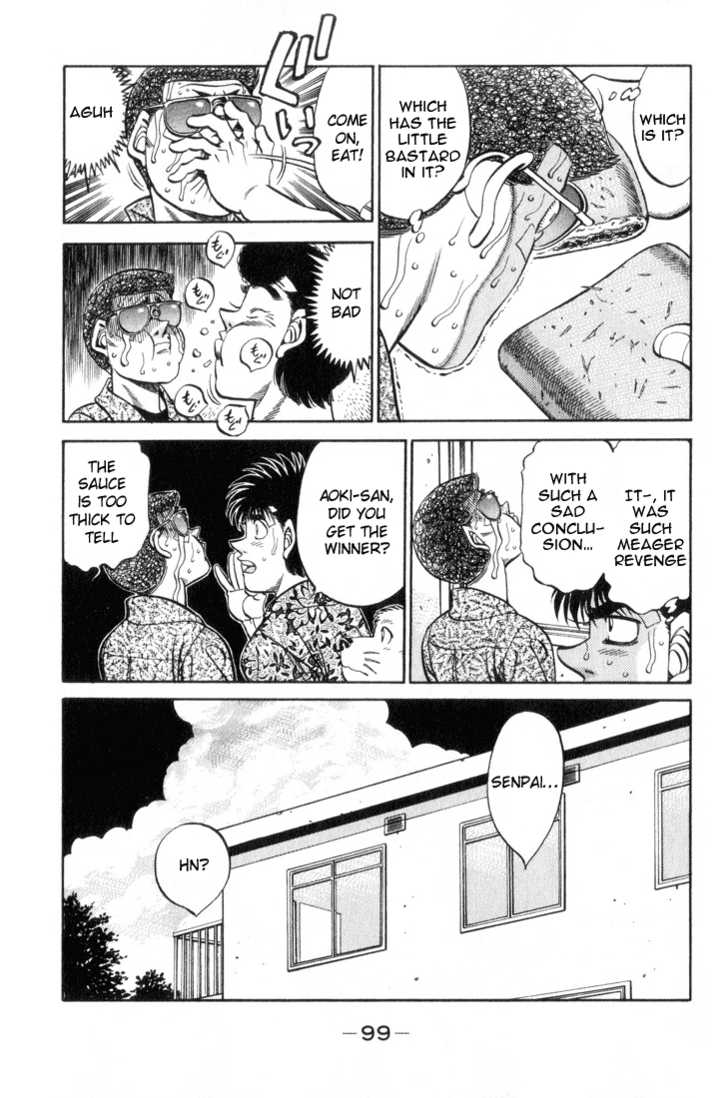 WHICH
IS IT?
WHICH
HAS THE
LITTLE
BASTARD
IN IT?
COME
ON,
EAT!
AGUH
NOT
BAD
IT-, IT
WAS
SUCH
MEAGER
REVENGE
WITH
SUCH A
SAD
CONCLU-
SION...
AOKI-SAN,
DID YOU
GET THE
WINNER?
THE
SAUCE
IS TOO
THICK TO
TELL
SENPAI...
HN?
—99—